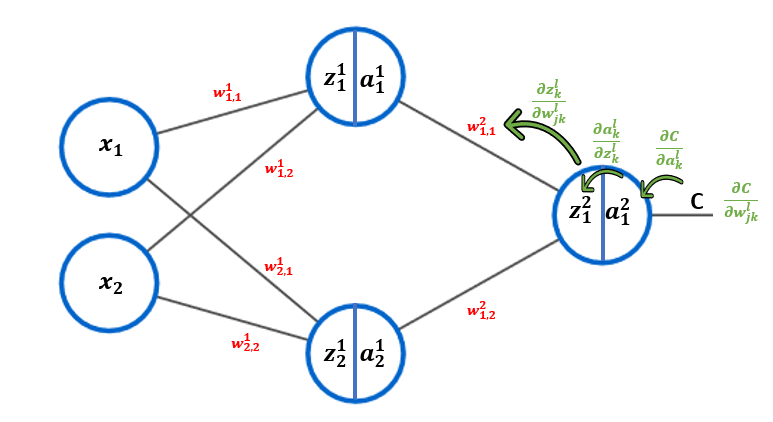 x₁
x₂
w¹₁,₁
w¹₁,₂
w¹₂,₁
w¹₂,₂
z¹₁ a¹₁
z¹₂ a¹₂
w²₁,₁
w²₁,₂
∂zˡₖ/∂wˡⱼₖ
∂aˡₖ/∂zˡₖ
∂C/∂aˡₖ
z²₁ a²₁
C
∂C/∂wˡⱼₖ